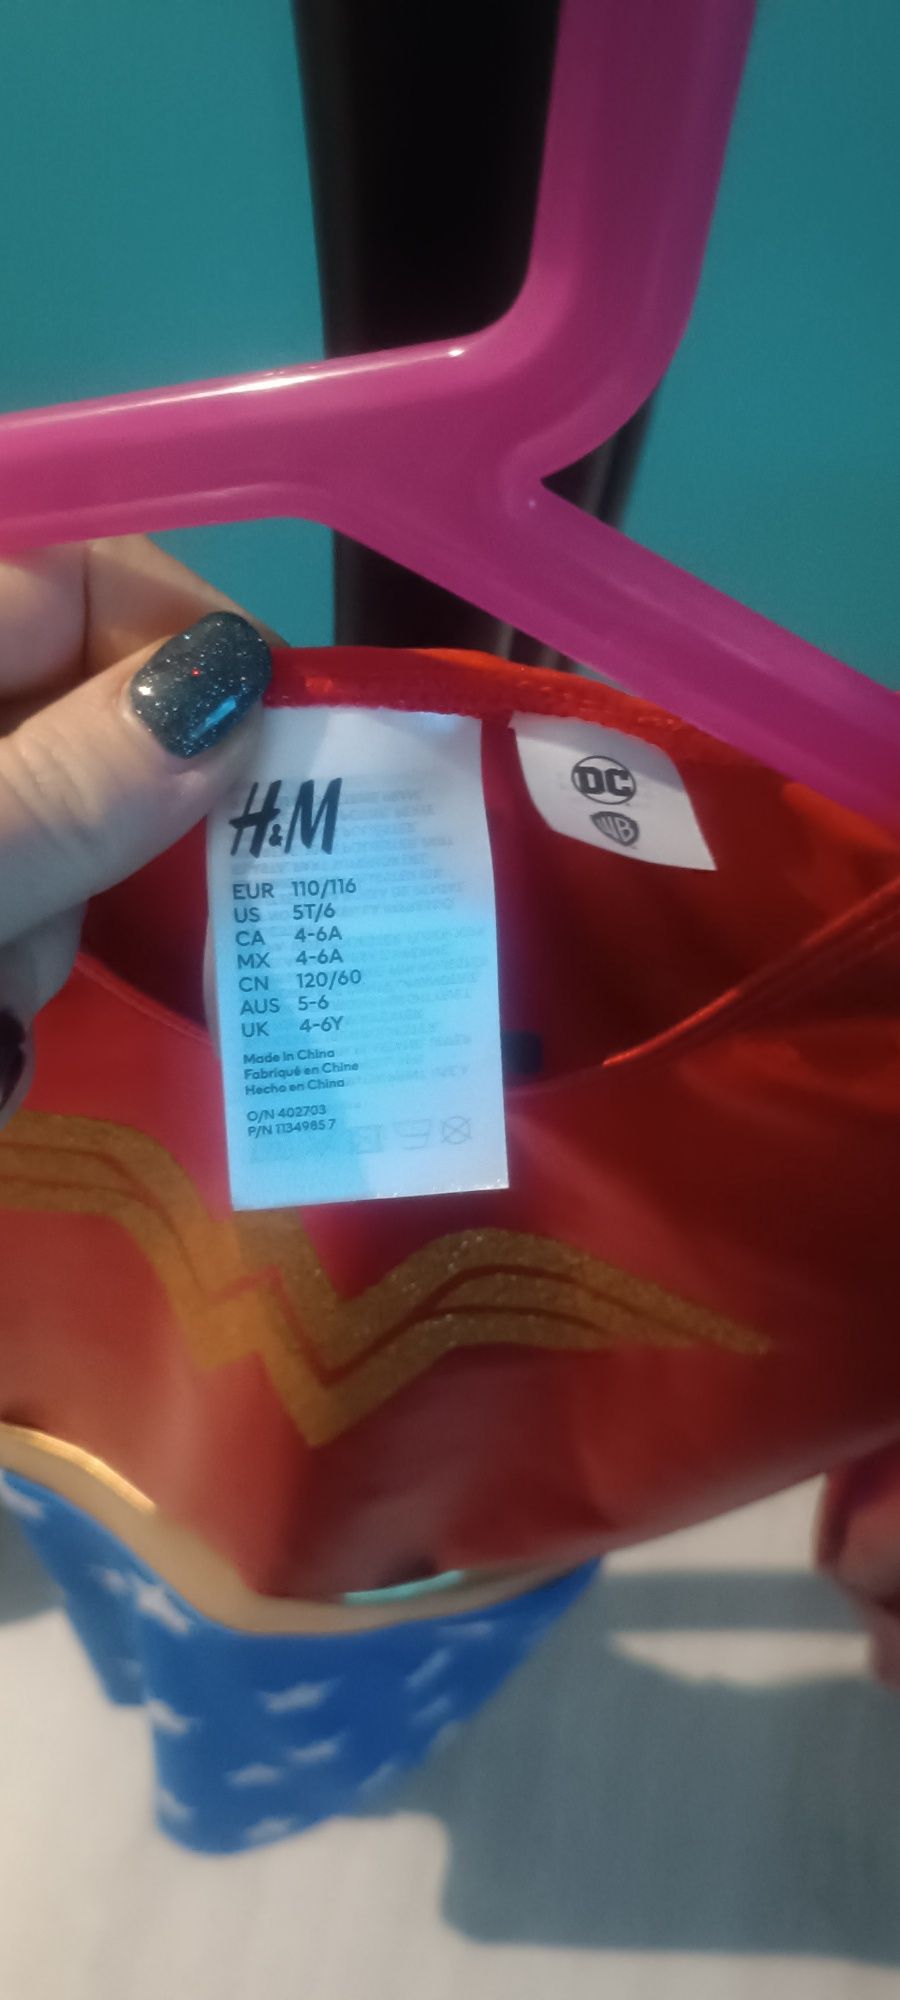 H&M
EUR 110/116
US 5T/6
CA 4-6A
MX 4-6A
CN 120/60
AUS 5-6
UK 4-6Y
Made in China
Fabriqué en Chine
Hecho en China
O/N 402703
P/N 1134985 7
DC
WB